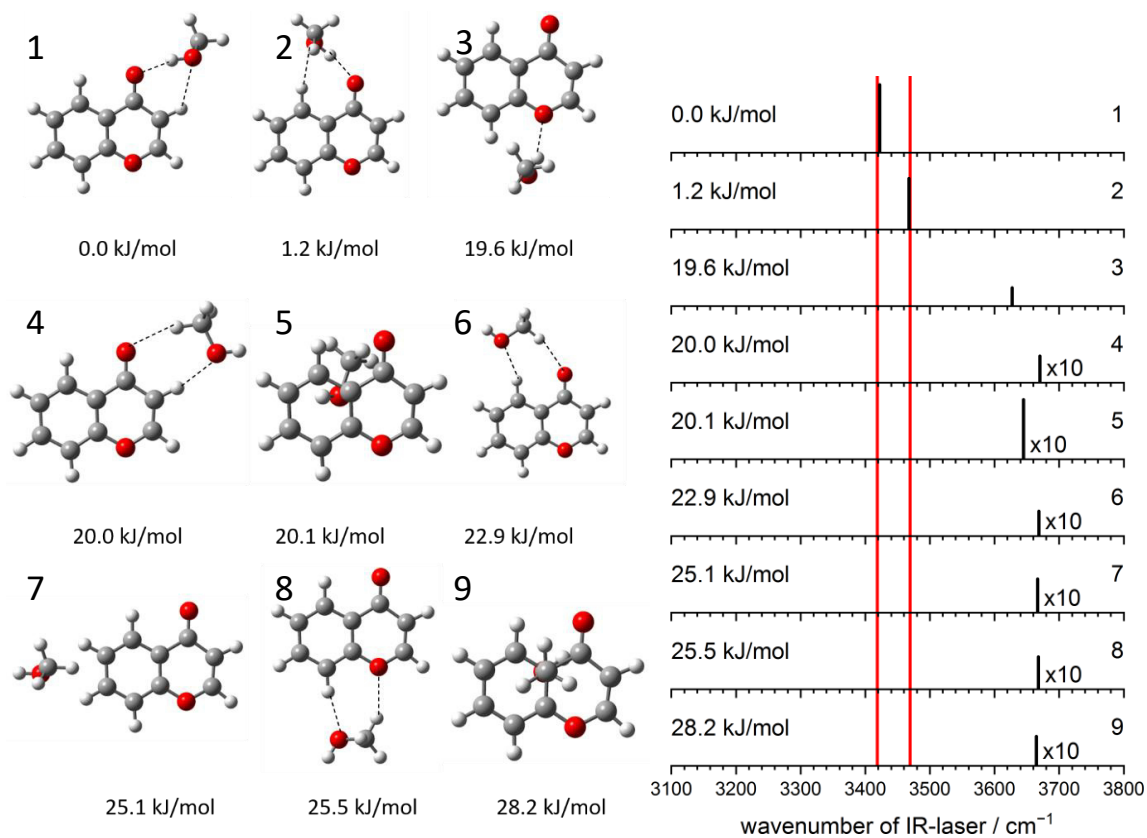 1
2
3
0.0 kJ/mol
1.2 kJ/mol
19.6 kJ/mol
4
5
6
20.0 kJ/mol
20.1 kJ/mol
22.9 kJ/mol
7
8
9
25.1 kJ/mol
25.5 kJ/mol
28.2 kJ/mol
0.0 kJ/mol 1
1.2 kJ/mol 2
19.6 kJ/mol 3
20.0 kJ/mol 4
x10
20.1 kJ/mol 5
x10
22.9 kJ/mol 6
x10
25.1 kJ/mol 7
x10
25.5 kJ/mol 8
x10
28.2 kJ/mol 9
x10
3100 3200 3300 3400 3500 3600 3700 3800
wavenumber of IR-laser / cm⁻¹